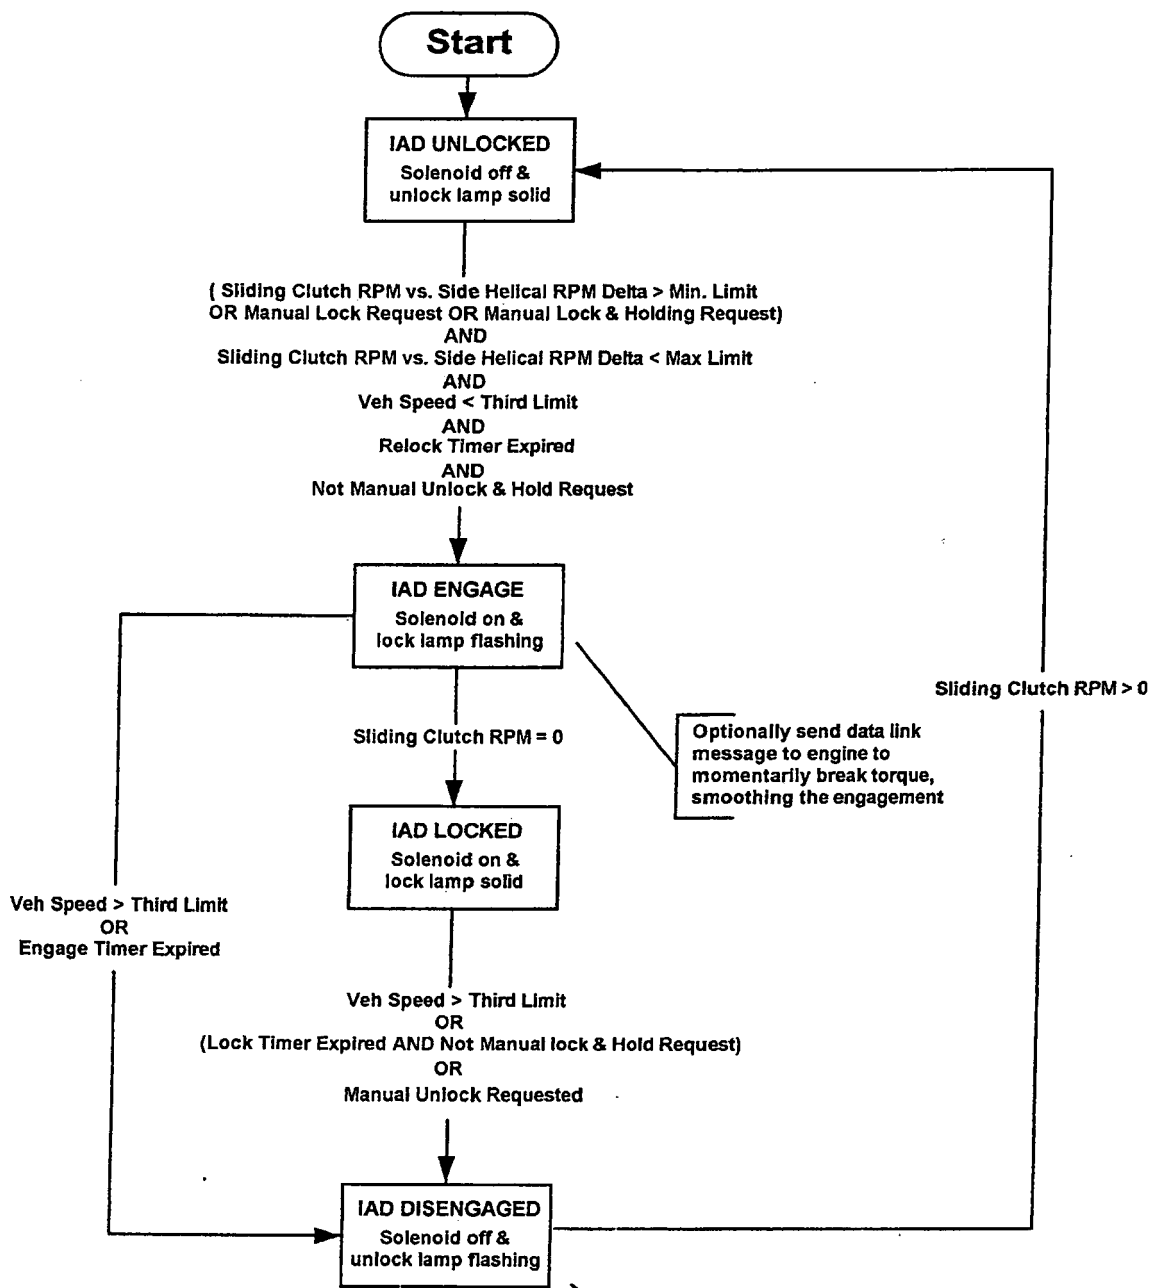 Start
IAD UNLOCKED
Solenoid off &
unlock lamp solid
( Sliding Clutch RPM vs. Side Helical RPM Delta > Min. Limit
OR Manual Lock Request OR Manual Lock & Holding Request)
AND
Sliding Clutch RPM vs. Side Helical RPM Delta < Max Limit
AND
Veh Speed < Third Limit
AND
Relock Timer Expired
AND
Not Manual Unlock & Hold Request
IAD ENGAGE
Solenoid on &
lock lamp flashing
Sliding Clutch RPM > 0
Optionally send data link
message to engine to
momentarily break torque,
smoothing the engagement
Sliding Clutch RPM = 0
IAD LOCKED
Solenoid on &
lock lamp solid
Veh Speed > Third Limit
OR
Engage Timer Expired
Veh Speed > Third Limit
OR
(Lock Timer Expired AND Not Manual lock & Hold Request)
OR
Manual Unlock Requested
IAD DISENGAGED
Solenoid off &
unlock lamp flashing